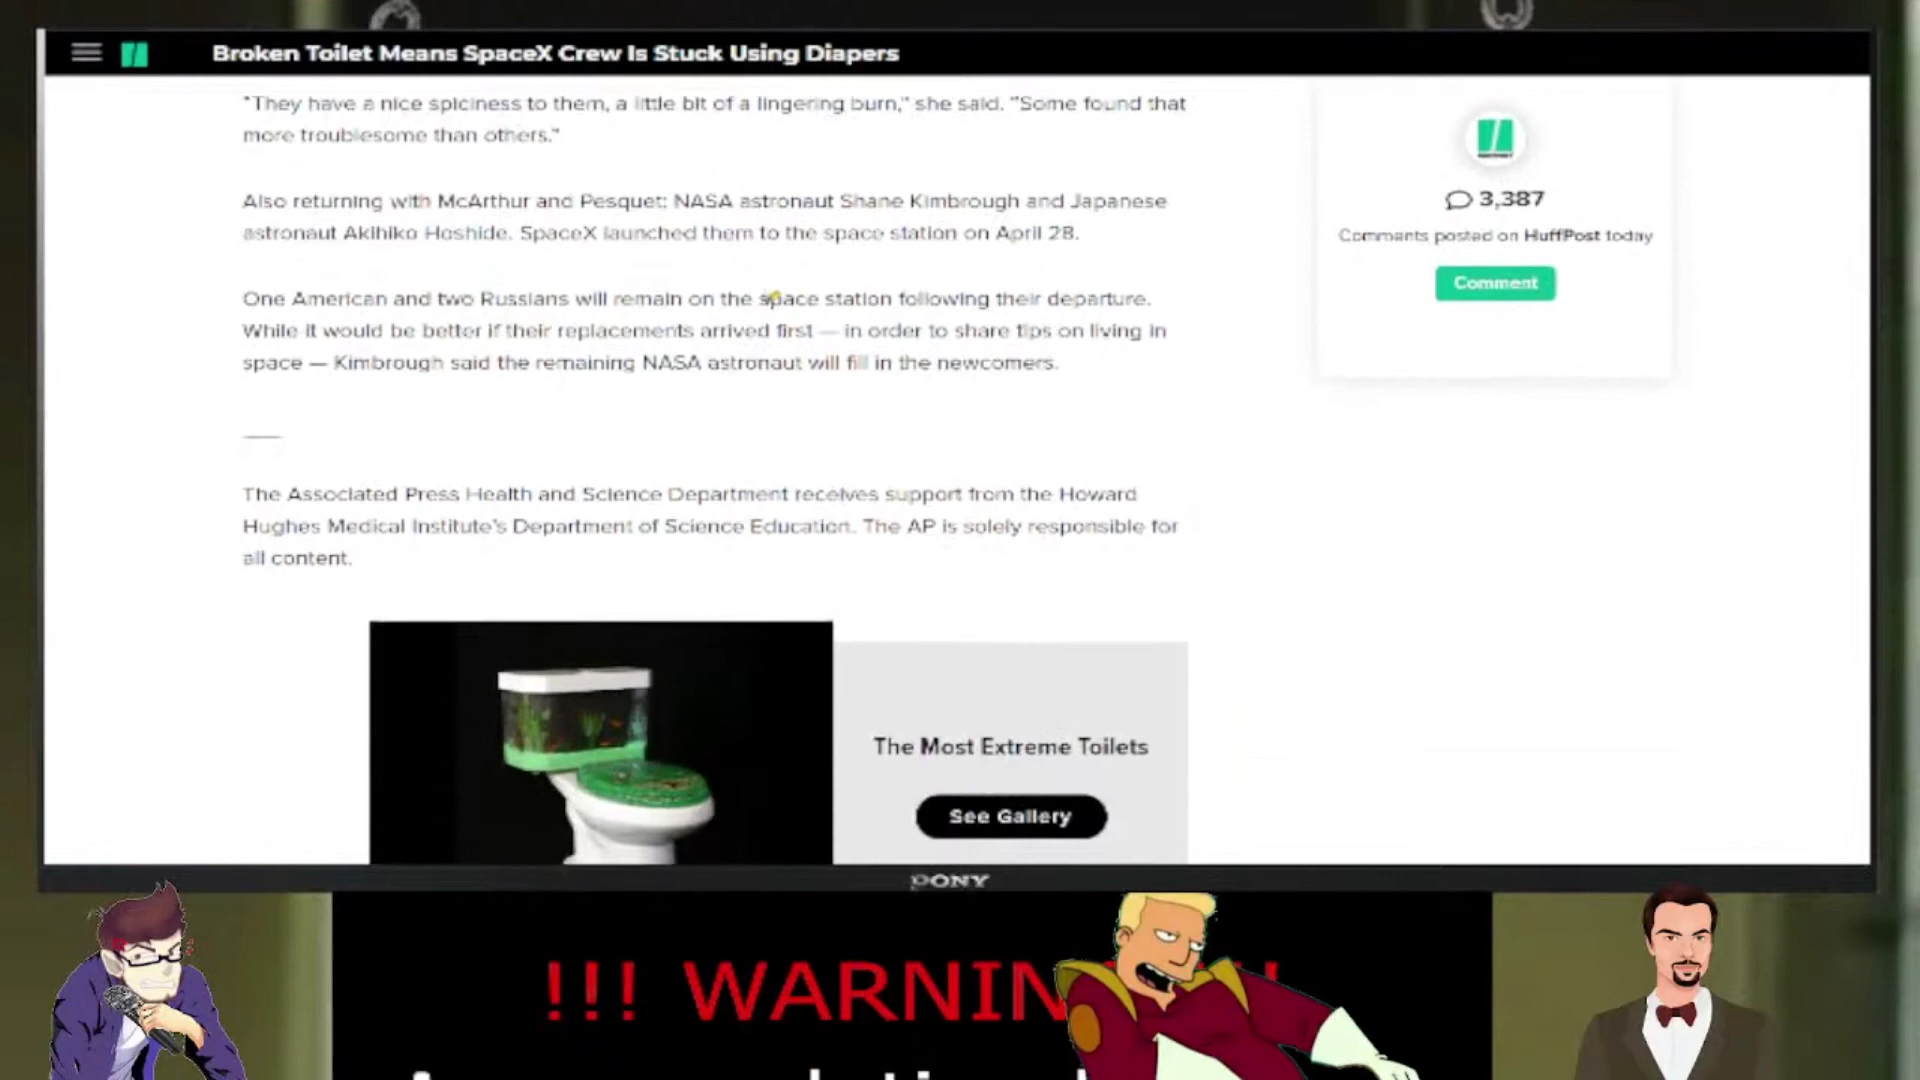 Broken Toilet Means SpaceX Crew Is Stuck Using Diapers
"They have a nice spiciness to them, a little bit of a lingering burn," she said. "Some found that
more troublesome than others."
Also returning with McArthur and Pesquet: NASA astronaut Shane Kimbrough and Japanese
astronaut Akihiko Hoshide. SpaceX launched them to the space station on April 28.
One American and two Russians will remain on the space station following their departure.
While it would be better if their replacements arrived first — in order to share tips on living in
space — Kimbrough said the remaining NASA astronaut will fill in the newcomers.
The Associated Press Health and Science Department receives support from the Howard
Hughes Medical Institute's Department of Science Education. The AP is solely responsible for
all content.
3,387
Comments posted on HuffPost today
Comment
The Most Extreme Toilets
See Gallery
PONY
!!! WARNIN